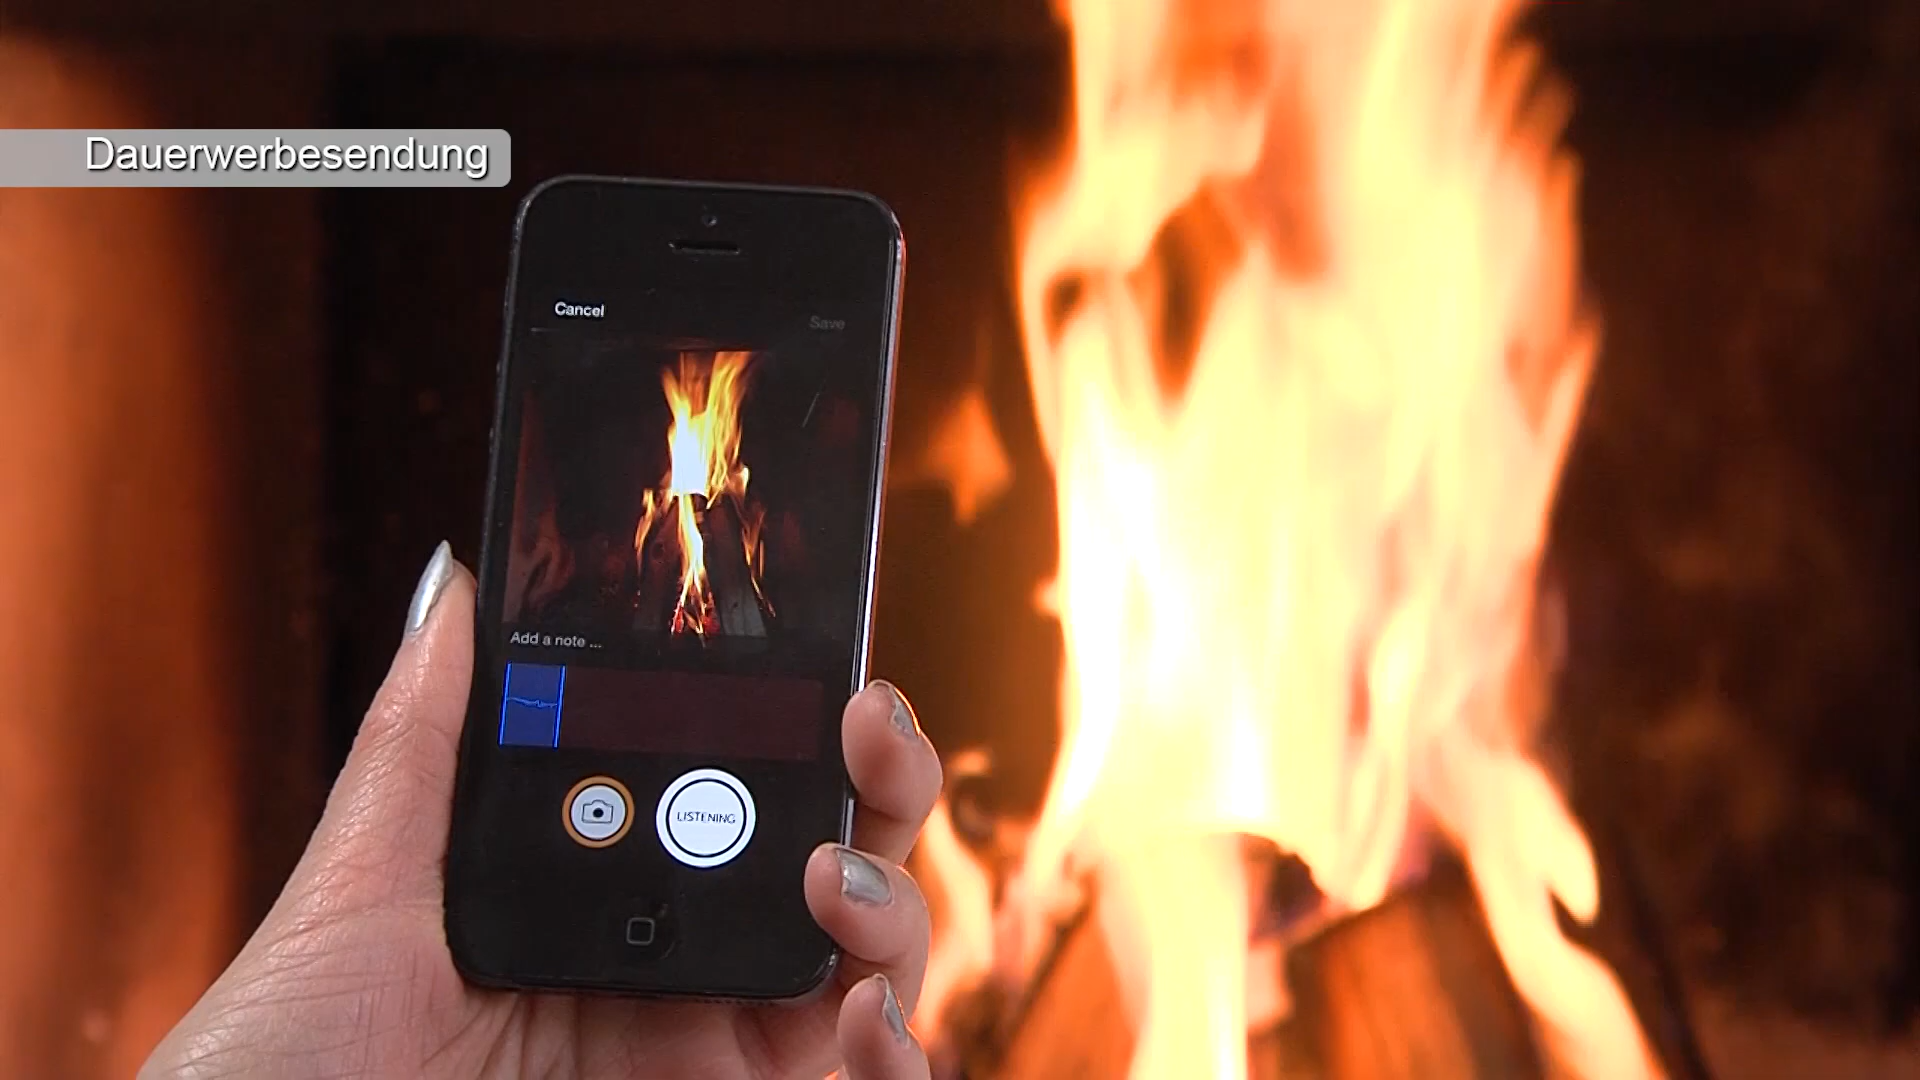 Dauerwerbesendung
Cancel
Save
Add a note ...
LISTENING